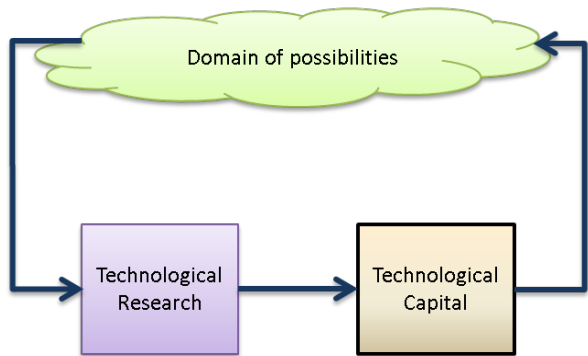 Domain of possibilities
Technological
Research
Technological
Capital